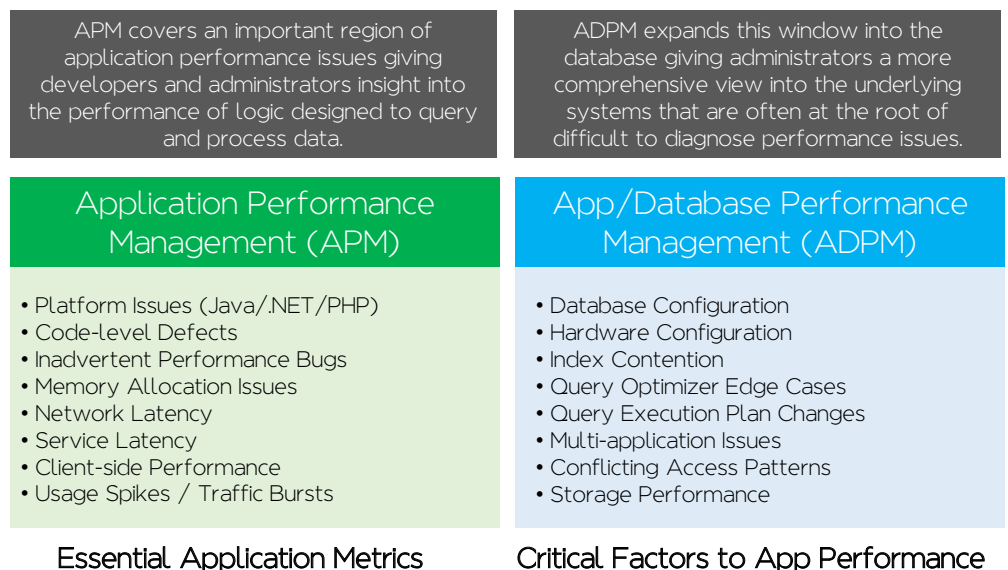 APM covers an important region of
application performance issues giving
developers and administrators insight into
the performance of logic designed to query
and process data.
ADPM expands this window into the
database giving administrators a more
comprehensive view into the underlying
systems that are often at the root of
difficult to diagnose performance issues.
Application Performance
Management (APM)
• Platform Issues (Java/.NET/PHP)
• Code-level Defects
• Inadvertent Performance Bugs
• Memory Allocation Issues
• Network Latency
• Service Latency
• Client-side Performance
• Usage Spikes / Traffic Bursts
Essential Application Metrics
App/Database Performance
Management (ADPM)
• Database Configuration
• Hardware Configuration
• Index Contention
• Query Optimizer Edge Cases
• Query Execution Plan Changes
• Multi-application Issues
• Conflicting Access Patterns
• Storage Performance
Critical Factors to App Performance